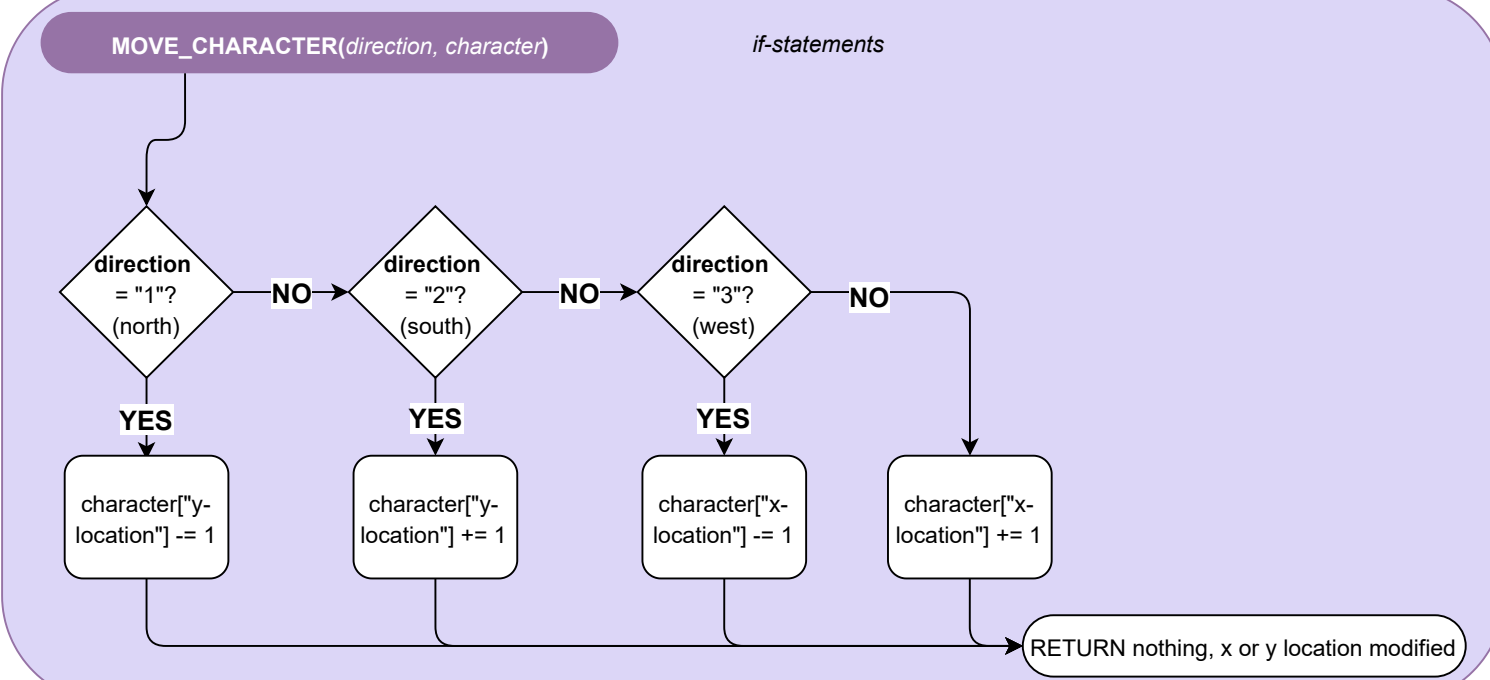 MOVE_CHARACTER(direction, character)
if-statements
direction
= "1"?
(north)
NO
direction
= "2"?
(south)
NO
direction
= "3"?
(west)
NO
YES
YES
YES
character["y-
location"] -= 1
character["y-
location"] += 1
character["x-
location"] -= 1
character["x-
location"] += 1
RETURN nothing, x or y location modified